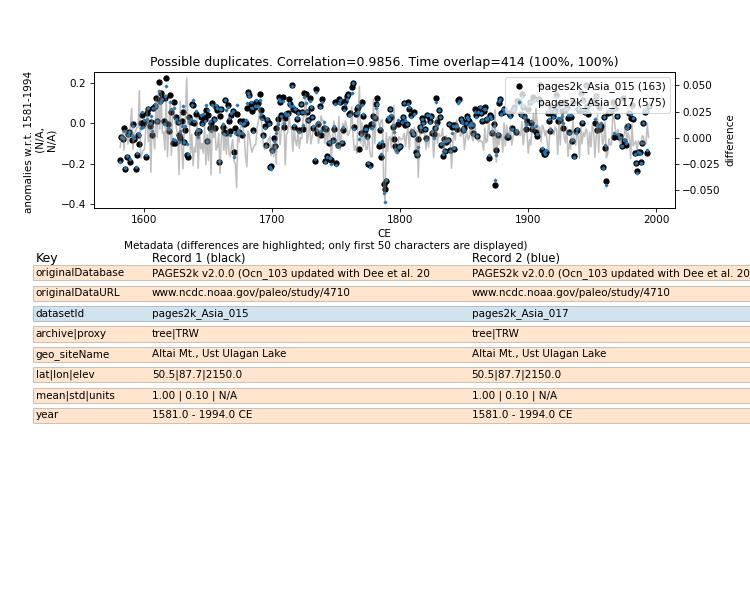 Possible duplicates. Correlation=0.9856. Time overlap=414 (100%, 100%)
anomalies w.r.t. 1581-1994
(N/A,
N/A)
0.2
0.0
−0.2
−0.4
pages2k_Asia_015 (163)
pages2k_Asia_017 (575)
0.050
0.025
0.000
−0.025
−0.050
difference
1600 1700 1800 1900 2000
CE
Metadata (differences are highlighted; only first 50 characters are displayed)
Key Record 1 (black) Record 2 (blue)
originalDatabase PAGES2k v2.0.0 (Ocn_103 updated with Dee et al. 20 PAGES2k v2.0.0 (Ocn_103 updated with Dee et al. 20
originalDataURL www.ncdc.noaa.gov/paleo/study/4710 www.ncdc.noaa.gov/paleo/study/4710
datasetId pages2k_Asia_015 pages2k_Asia_017
archive|proxy tree|TRW tree|TRW
geo_siteName Altai Mt., Ust Ulagan Lake Altai Mt., Ust Ulagan Lake
lat|lon|elev 50.5|87.7|2150.0 50.5|87.7|2150.0
mean|std|units 1.00 | 0.10 | N/A 1.00 | 0.10 | N/A
year 1581.0 - 1994.0 CE 1581.0 - 1994.0 CE